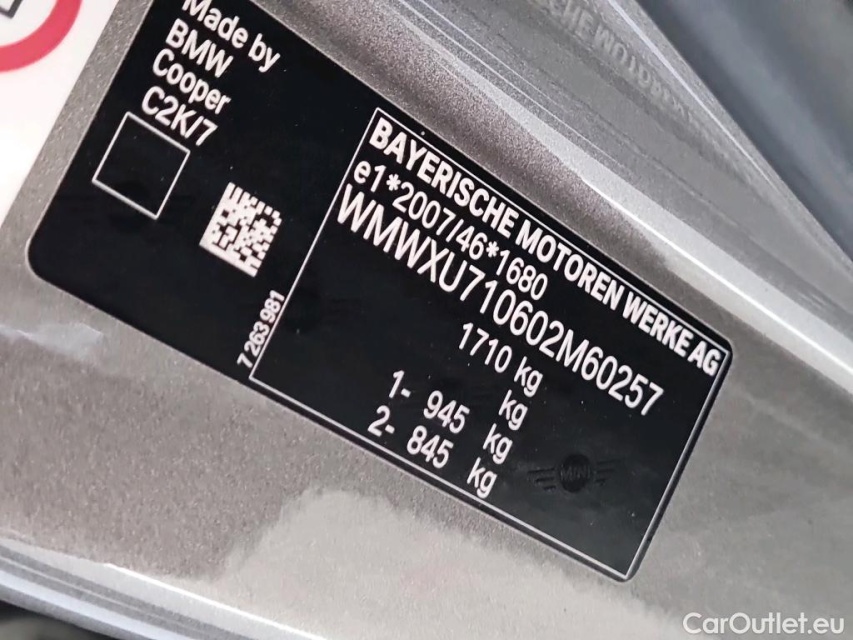 Made by
BMW
Cooper
C2K/7
7 263 981
BAYERISCHE MOTOREN WERKE AG
e1*2007/46*1680
WMWXU710602M60257
1710 kg
kg
1- 945 kg
2- 845 kg
MINI
CarOutlet.eu